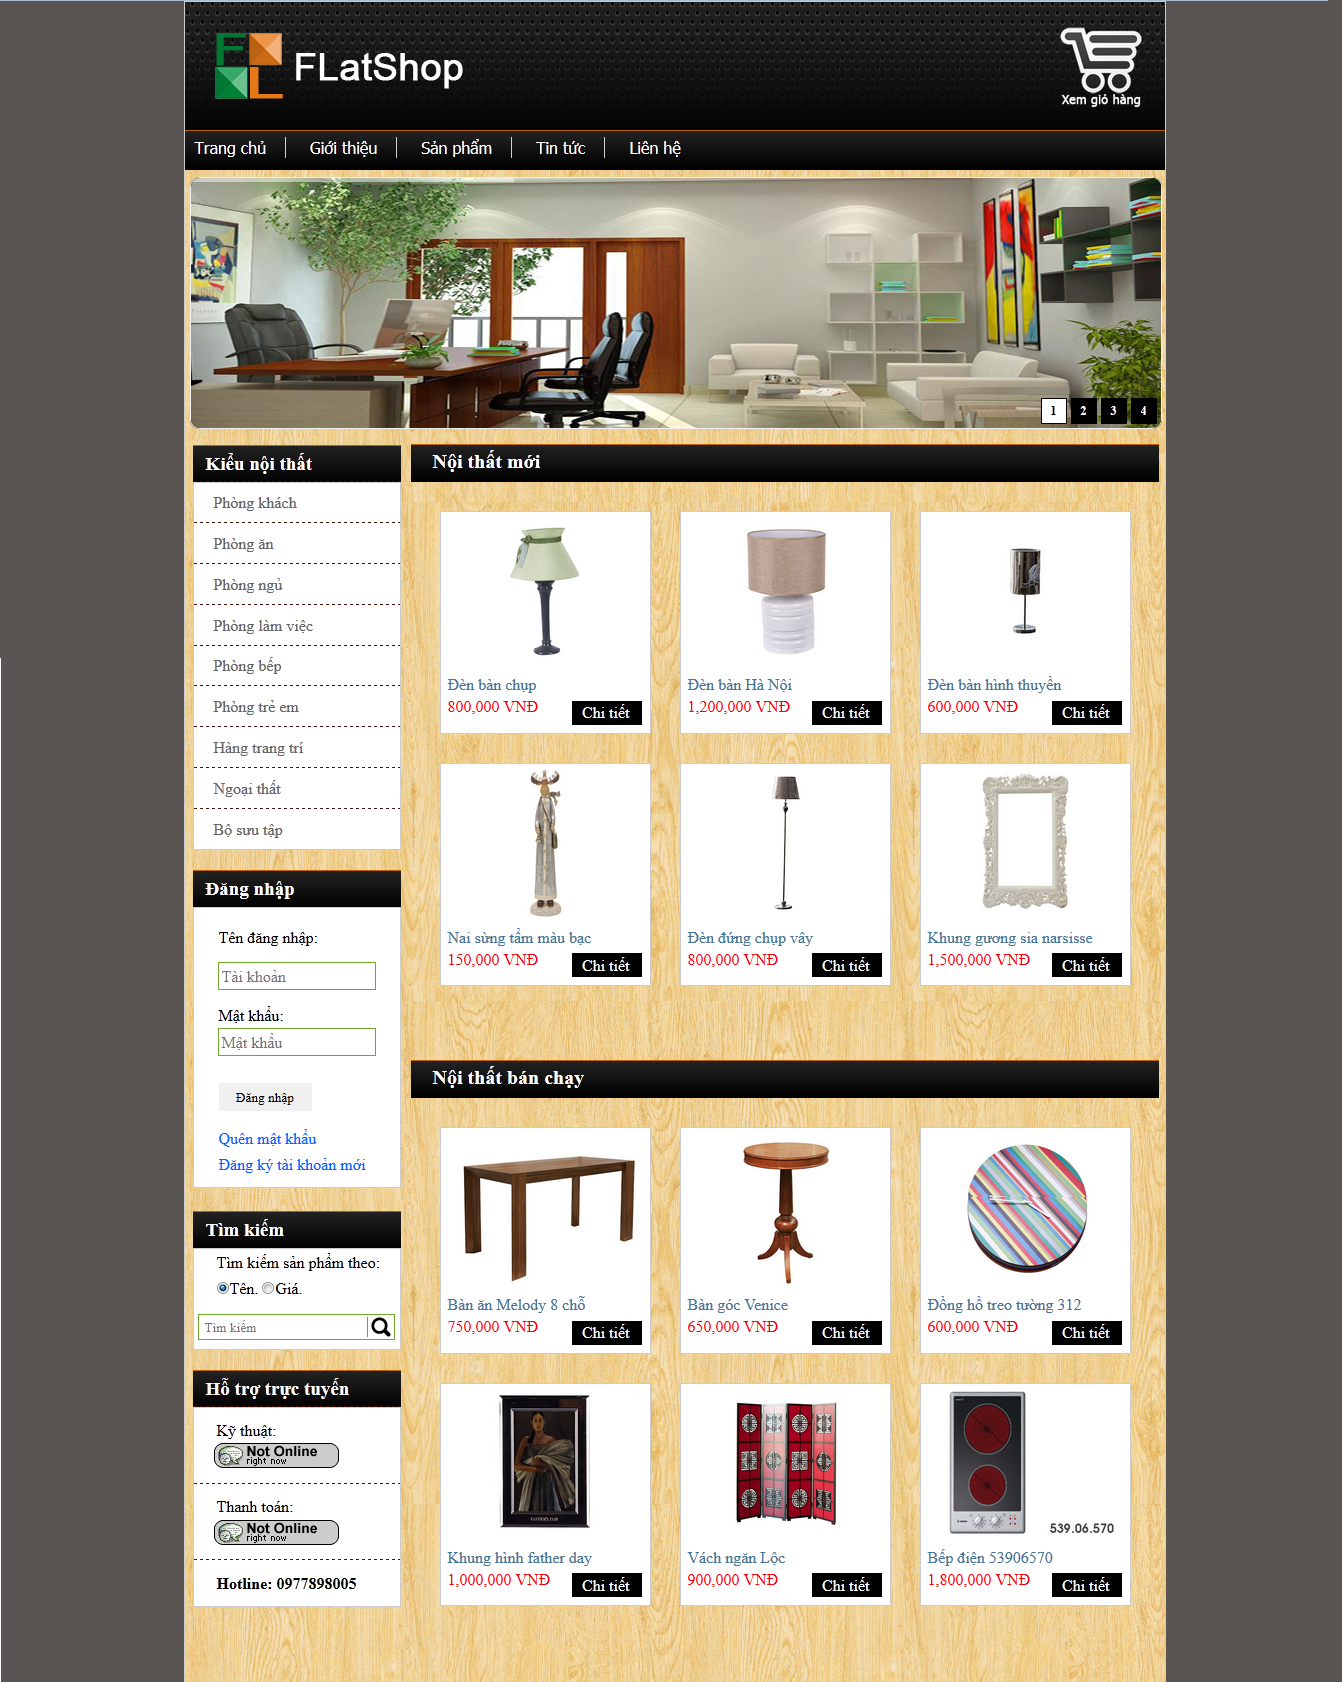 FL
FLatShop
Xem giỏ hàng
Trang chủ
Giới thiệu
Sản phẩm
Tin tức
Liên hệ
1 2 3 4
Kiểu nội thất
Phòng khách
Phòng ăn
Phòng ngủ
Phòng làm việc
Phòng bếp
Phòng trẻ em
Hàng trang trí
Ngoại thất
Bộ sưu tập
Đăng nhập
Tên đăng nhập:
Tài khoản
Mật khẩu:
Mật khẩu
Đăng nhập
Quên mật khẩu
Đăng ký tài khoản mới
Tìm kiếm
Tìm kiếm sản phẩm theo:
Tên. Giá.
Tìm kiếm
Hỗ trợ trực tuyến
Kỹ thuật:
Not Online
right now
Thanh toán:
Not Online
right now
Hotline: 0977898005
Nội thất mới
Đèn bàn chụp
800,000 VNĐ
Chi tiết
Đèn bàn Hà Nội
1,200,000 VNĐ
Chi tiết
Đèn bàn hình thuyền
600,000 VNĐ
Chi tiết
Nai sừng tấm màu bạc
150,000 VNĐ
Chi tiết
Đèn đứng chụp vây
800,000 VNĐ
Chi tiết
Khung gương sia narsisse
1,500,000 VNĐ
Chi tiết
Nội thất bán chạy
Bàn ăn Melody 8 chỗ
750,000 VNĐ
Chi tiết
Bàn góc Venice
650,000 VNĐ
Chi tiết
Đồng hồ treo tường 312
600,000 VNĐ
Chi tiết
Khung hình father day
1,000,000 VNĐ
Chi tiết
Vách ngăn Lộc
900,000 VNĐ
Chi tiết
539.06.570
Bếp điện 53906570
1,800,000 VNĐ
Chi tiết